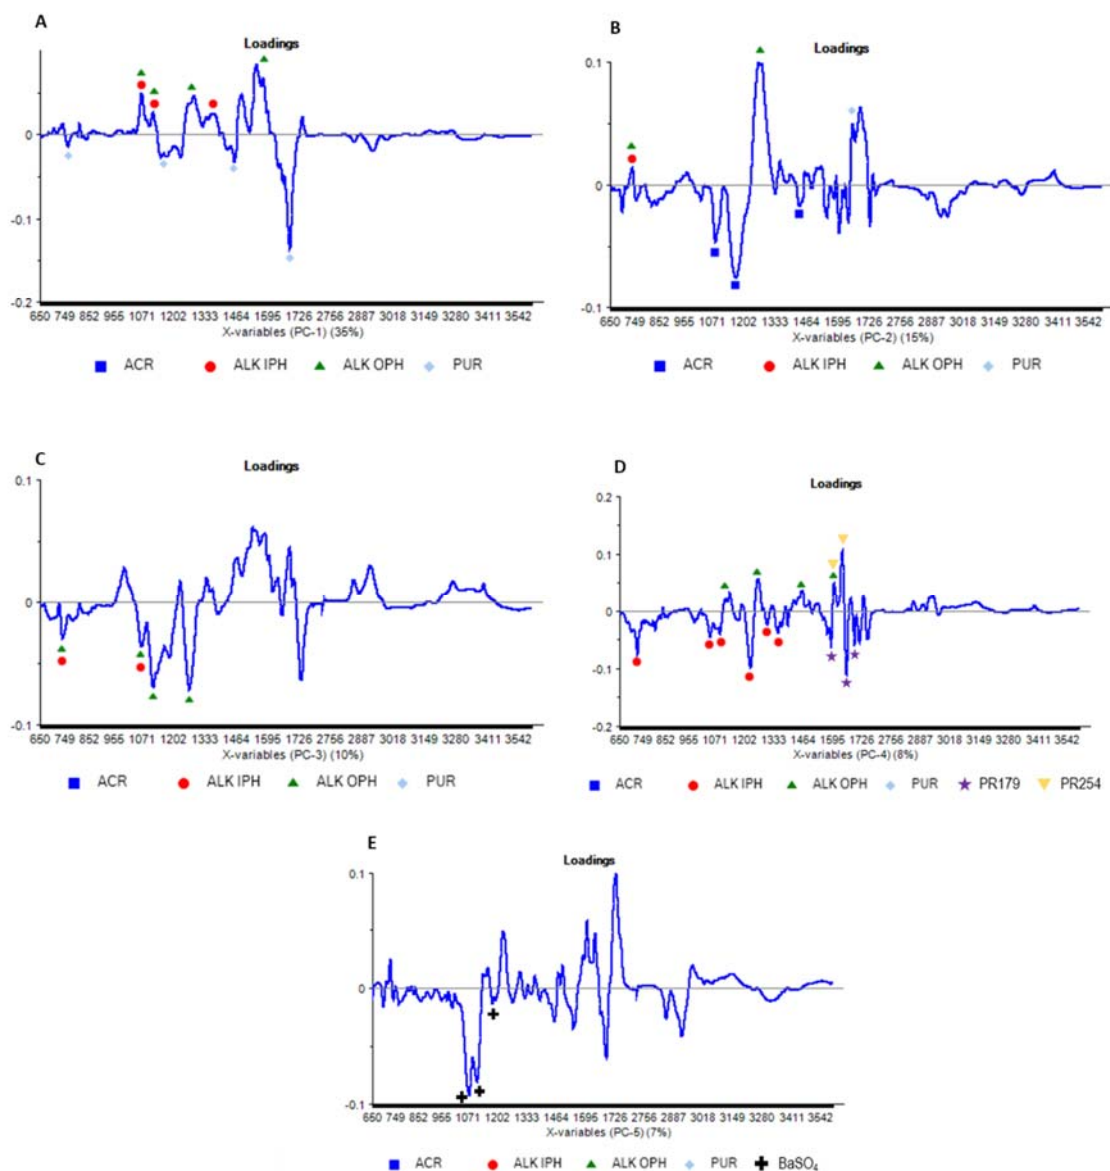 A
Loadings
0
-0.1
-0.2
650 749 852 955 1071 1202 1333 1464 1595 1726 2887 3018 3149 3280 3411 3542
X-variables (PC-1) (35%)
ACR ALK IPH ALK OPH PUR
B
Loadings
0.1
0
-0.1
650 749 852 955 1071 1202 1333 1464 1595 1726 2756 2887 3018 3149 3280 3411 3542
X-variables (PC-2) (15%)
ACR ALK IPH ALK OPH PUR
C
Loadings
0.1
0
-0.1
650 749 852 955 1071 1202 1333 1464 1595 1726 2756 2887 3018 3149 3280 3411 3542
X-variables (PC-3) (10%)
ACR ALK IPH ALK OPH PUR
D
Loadings
0.2
0.1
0
-0.1
-0.2
650 749 852 955 1071 1202 1333 1464 1595 1726 2756 2887 3018 3149 3280 3411 3542
X-variables (PC-4) (8%)
ACR ALK IPH ALK OPH PUR PR179 PR254
E
Loadings
0.1
0
-0.1
650 749 852 955 1071 1202 1333 1464 1595 1726 2756 2887 3018 3149 3280 3411 3542
X-variables (PC-5) (7%)
ACR ALK IPH ALK OPH PUR BaSO₄